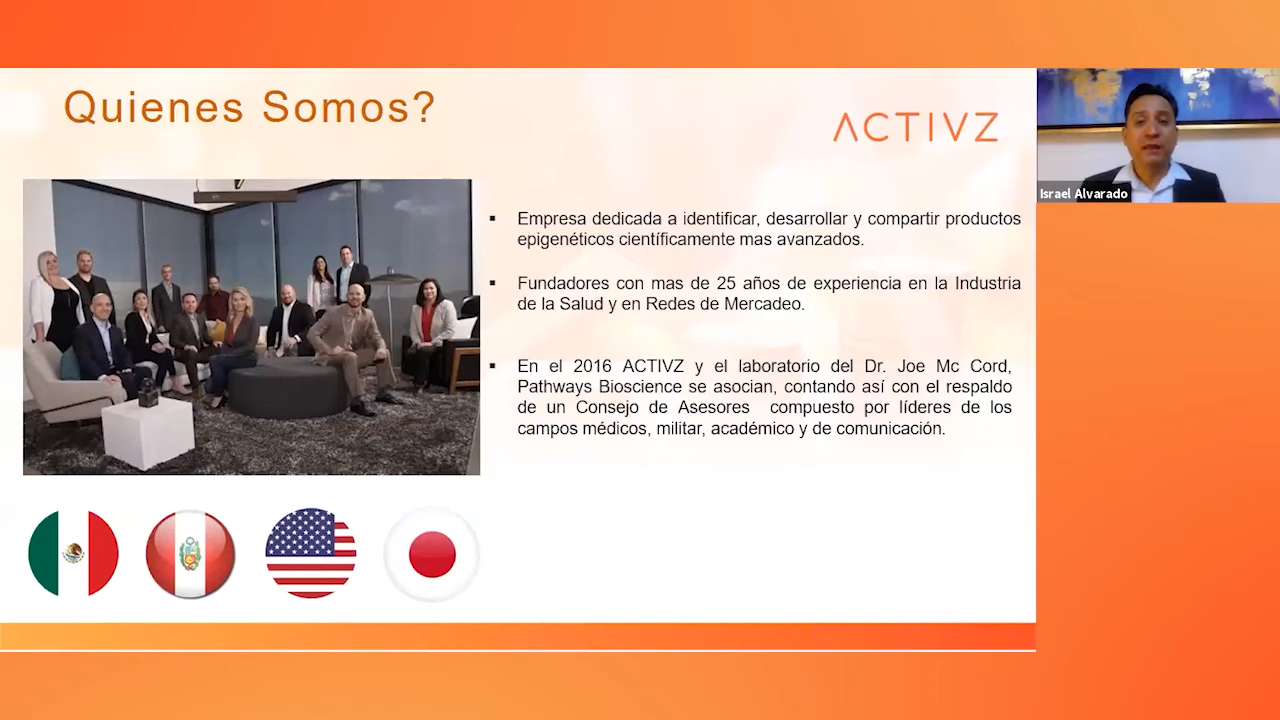 Quienes Somos?
ACTIVZ
Israel Alvarado
▪ Empresa dedicada a identificar, desarrollar y compartir productos
epigenéticos científicamente mas avanzados.
▪ Fundadores con mas de 25 años de experiencia en la Industria
de la Salud y en Redes de Mercadeo.
▪ En el 2016 ACTIVZ y el laboratorio del Dr. Joe Mc Cord,
Pathways Bioscience se asocian, contando así con el respaldo
de un Consejo de Asesores compuesto por líderes de los
campos médicos, militar, académico y de comunicación.